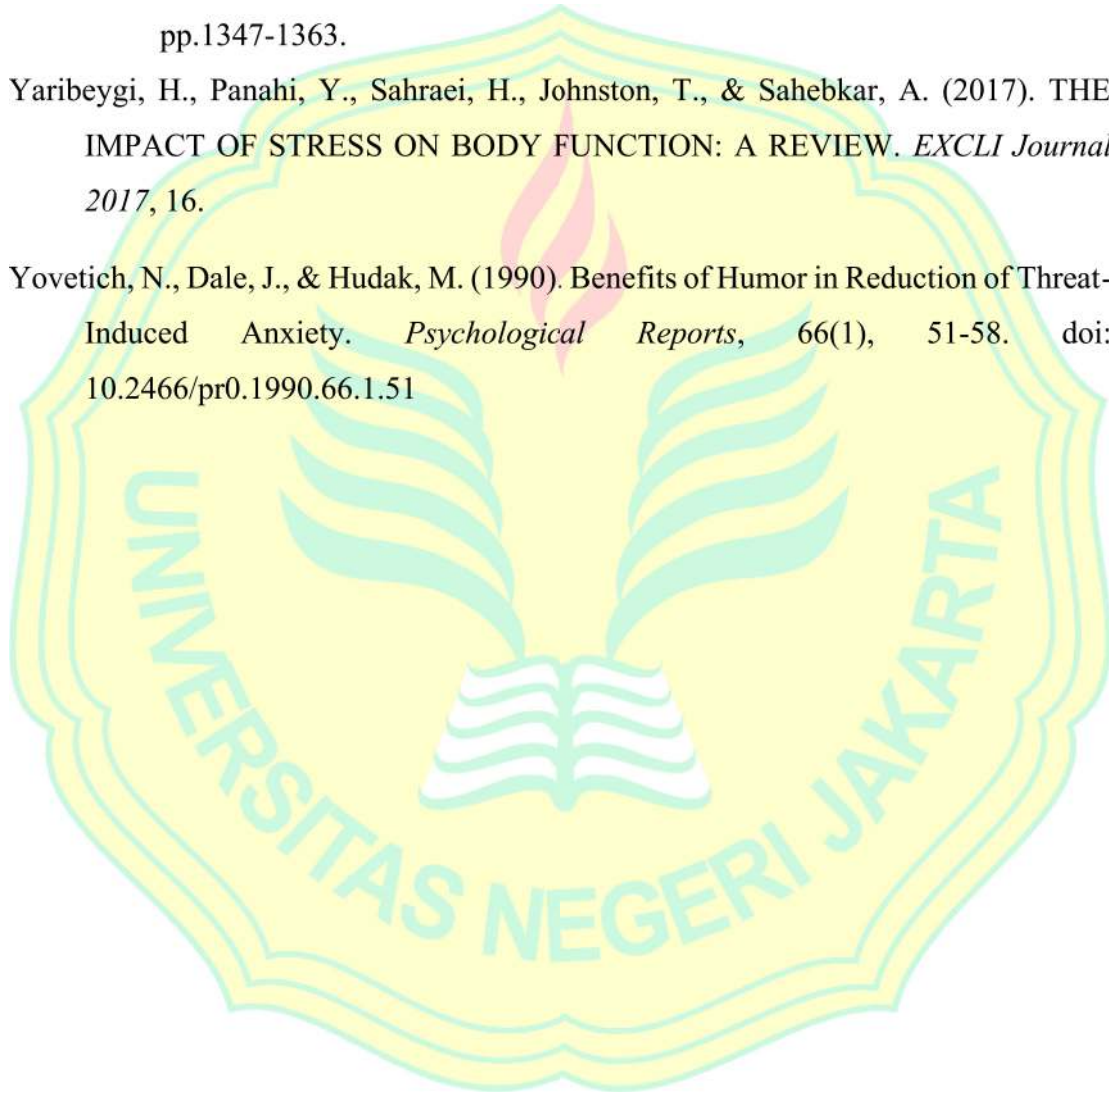 pp.1347-1363.
Yaribeygi, H., Panahi, Y., Sahraei, H., Johnston, T., & Sahebkar, A. (2017). THE
IMPACT OF STRESS ON BODY FUNCTION: A REVIEW. EXCLI Journal
2017, 16.
Yovetich, N., Dale, J., & Hudak, M. (1990). Benefits of Humor in Reduction of Threat-
Induced Anxiety. Psychological Reports, 66(1), 51-58. doi:
10.2466/pr0.1990.66.1.51
UNIVERSITAS NEGERI JAKARTA